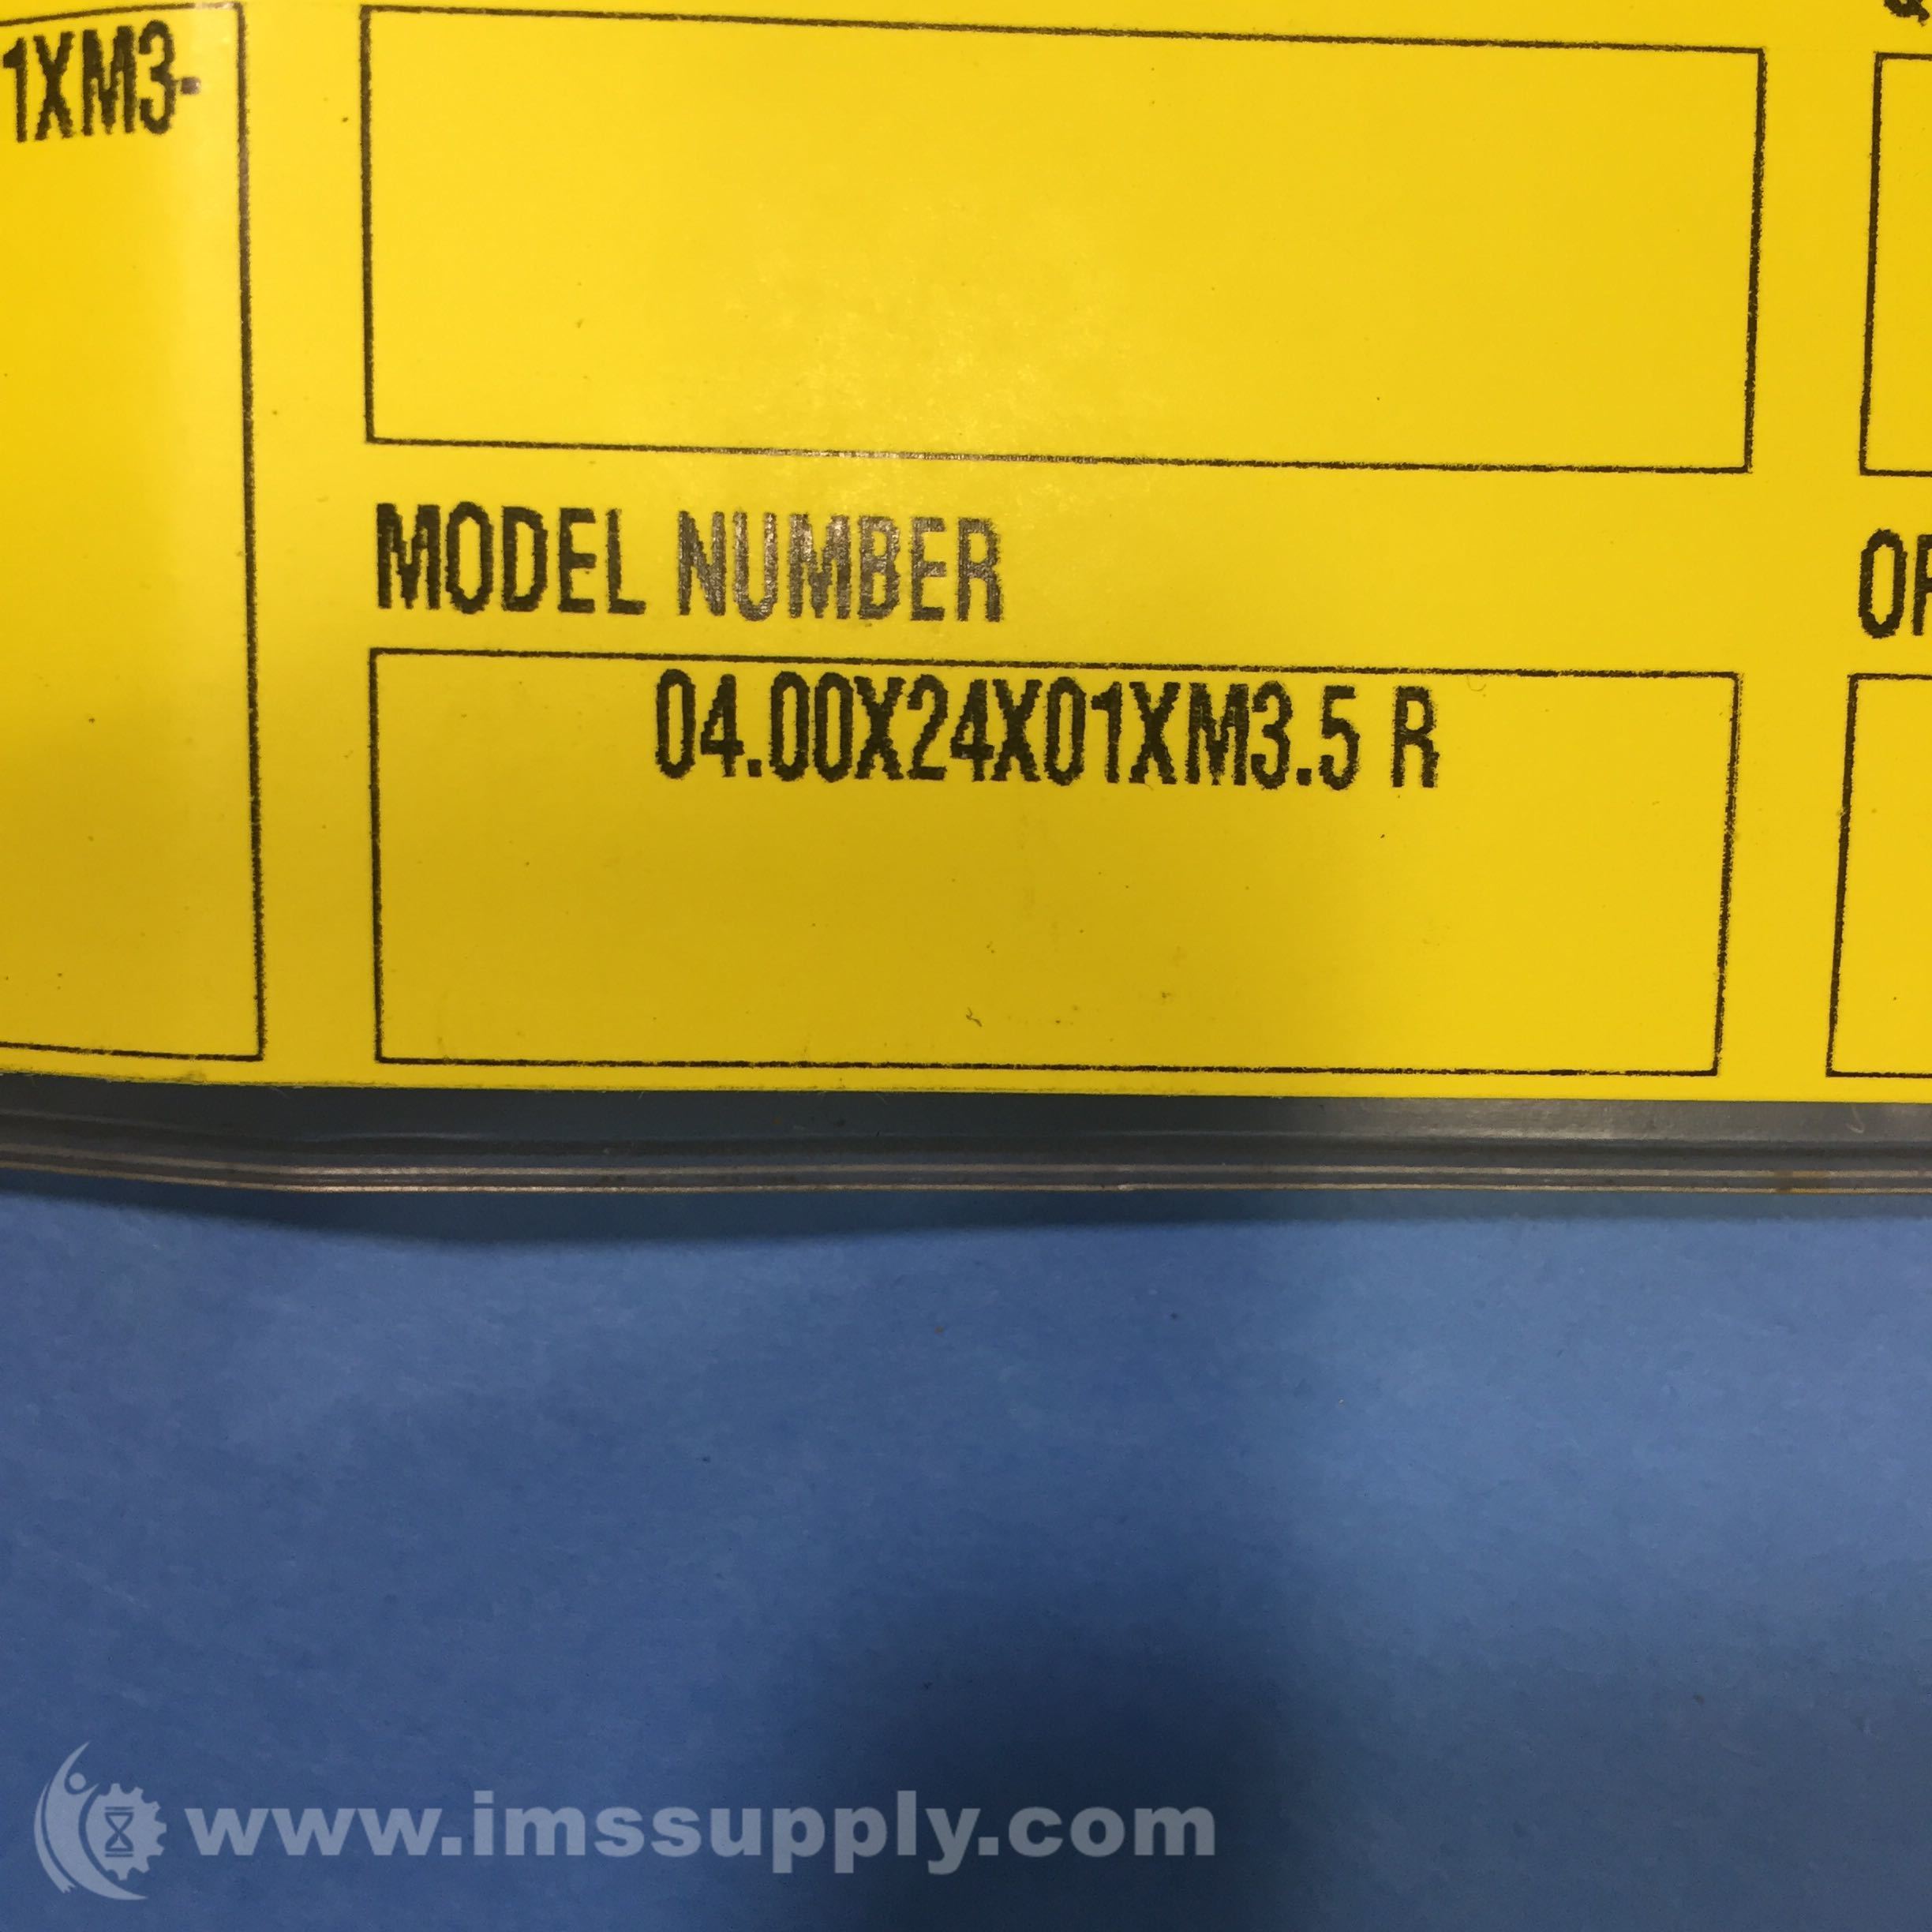 1XM3-
MODEL NUMBER
04.00X24X01XM3.5 R
www.imssupply.com